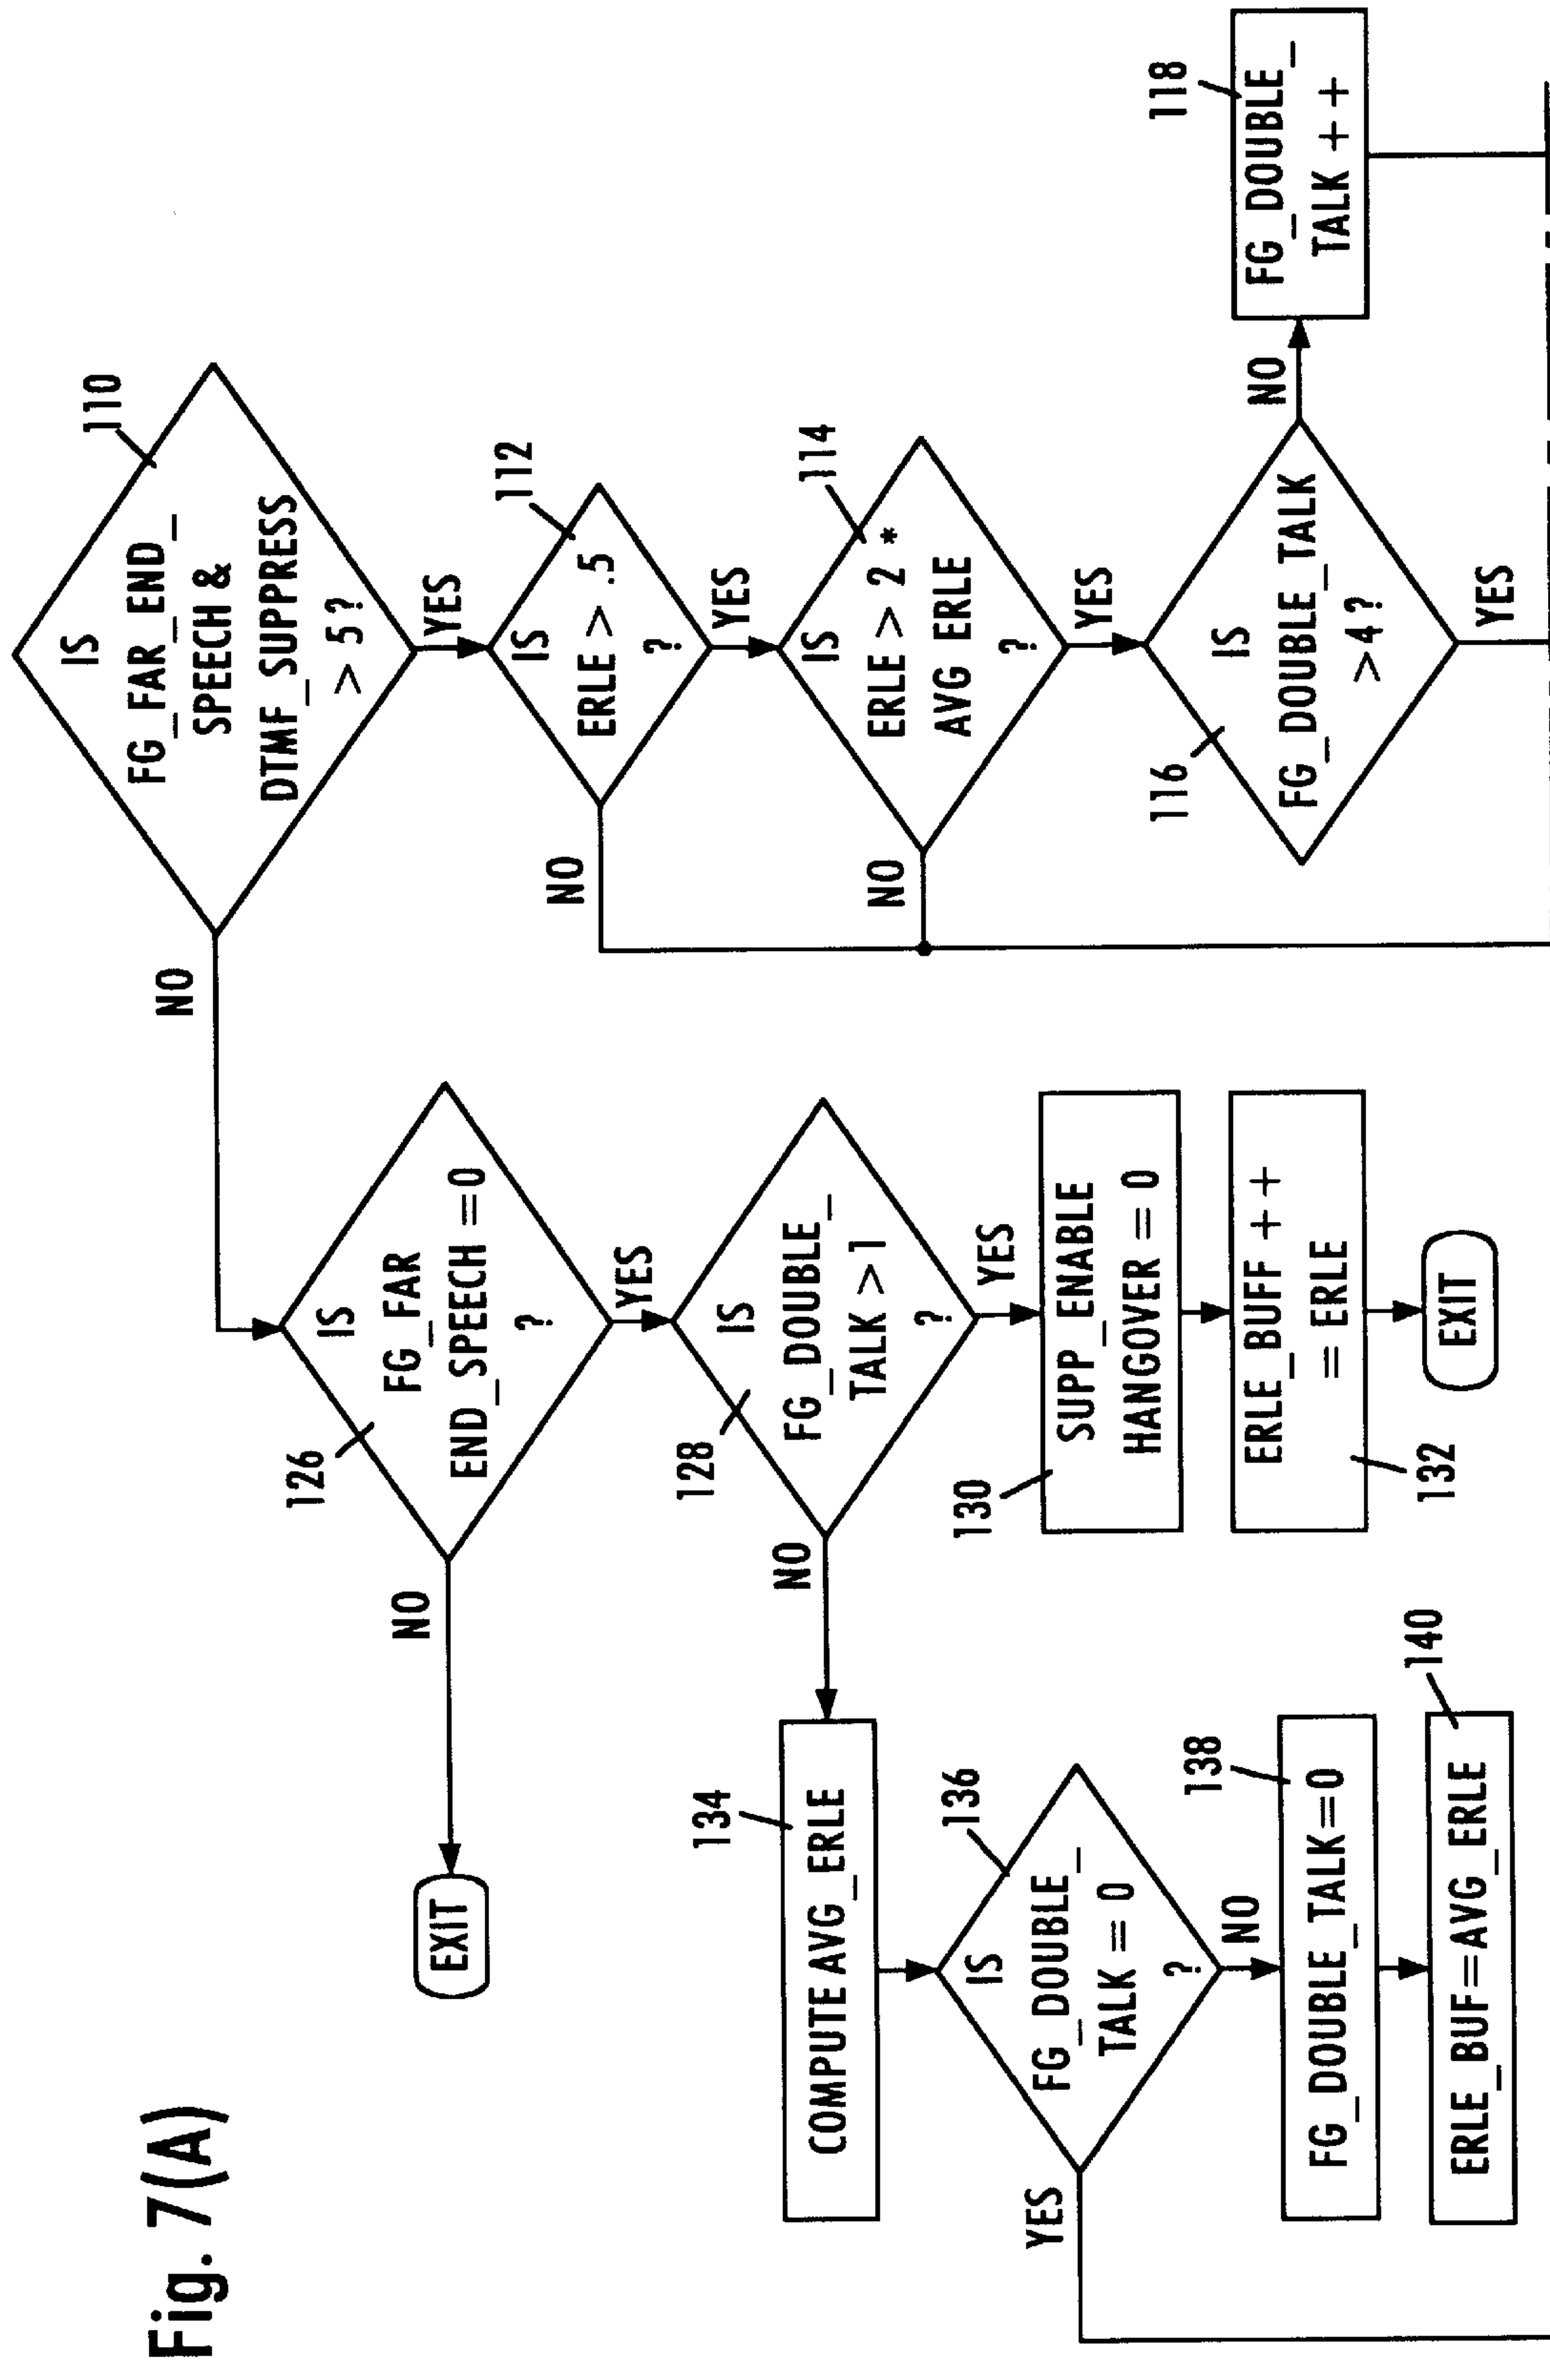 Fig. 7(A)
110
IS
FG_FAR_END_
SPEECH &
DTMF_SUPPRESS
> 5?
NO
YES
112
IS
ERLE > .5
?
NO
YES
114
IS
ERLE > 2 *
AVG ERLE
?
NO
YES
116
IS
FG_DOUBLE_TALK
> 4?
NO
YES
118
FG_DOUBLE_
TALK ++
126
IS
FG_FAR
END_SPEECH = 0
?
NO
EXIT
YES
128
IS
FG_DOUBLE_
TALK > 1
?
NO
YES
130
SUPP_ENABLE
HANGOVER = 0
132
ERLE_BUFF ++
= ERLE
EXIT
134
COMPUTE AVG_ERLE
136
IS
FG_DOUBLE_
TALK = 0
?
YES
NO
138
FG_DOUBLE_TALK=0
140
ERLE_BUF=AVG_ERLE